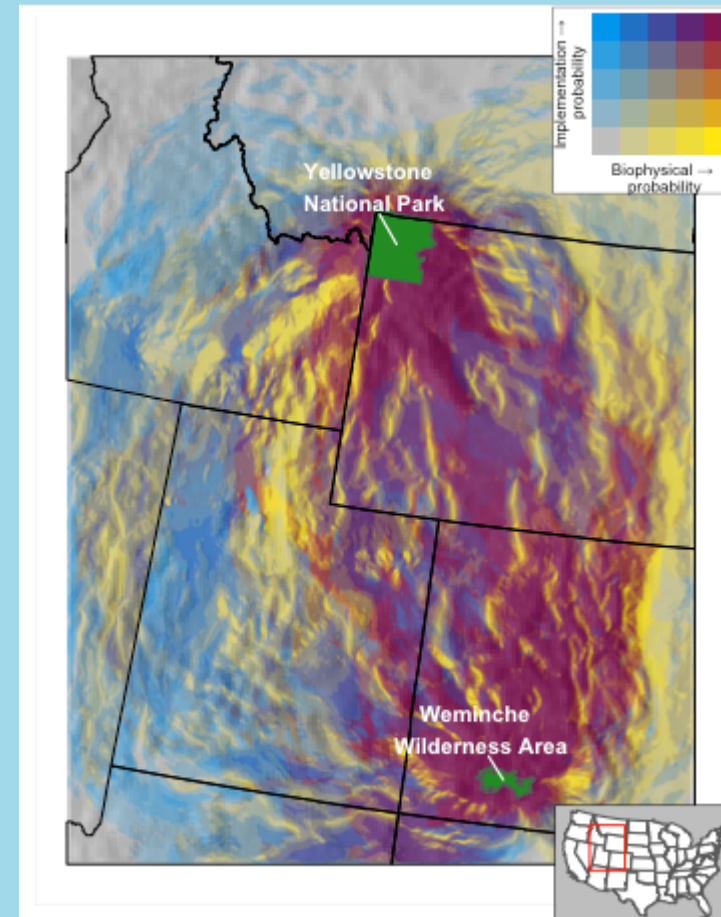 Implementation →
probability
Biophysical →
probability
Yellowstone
National Park
Weminche
Wilderness Area